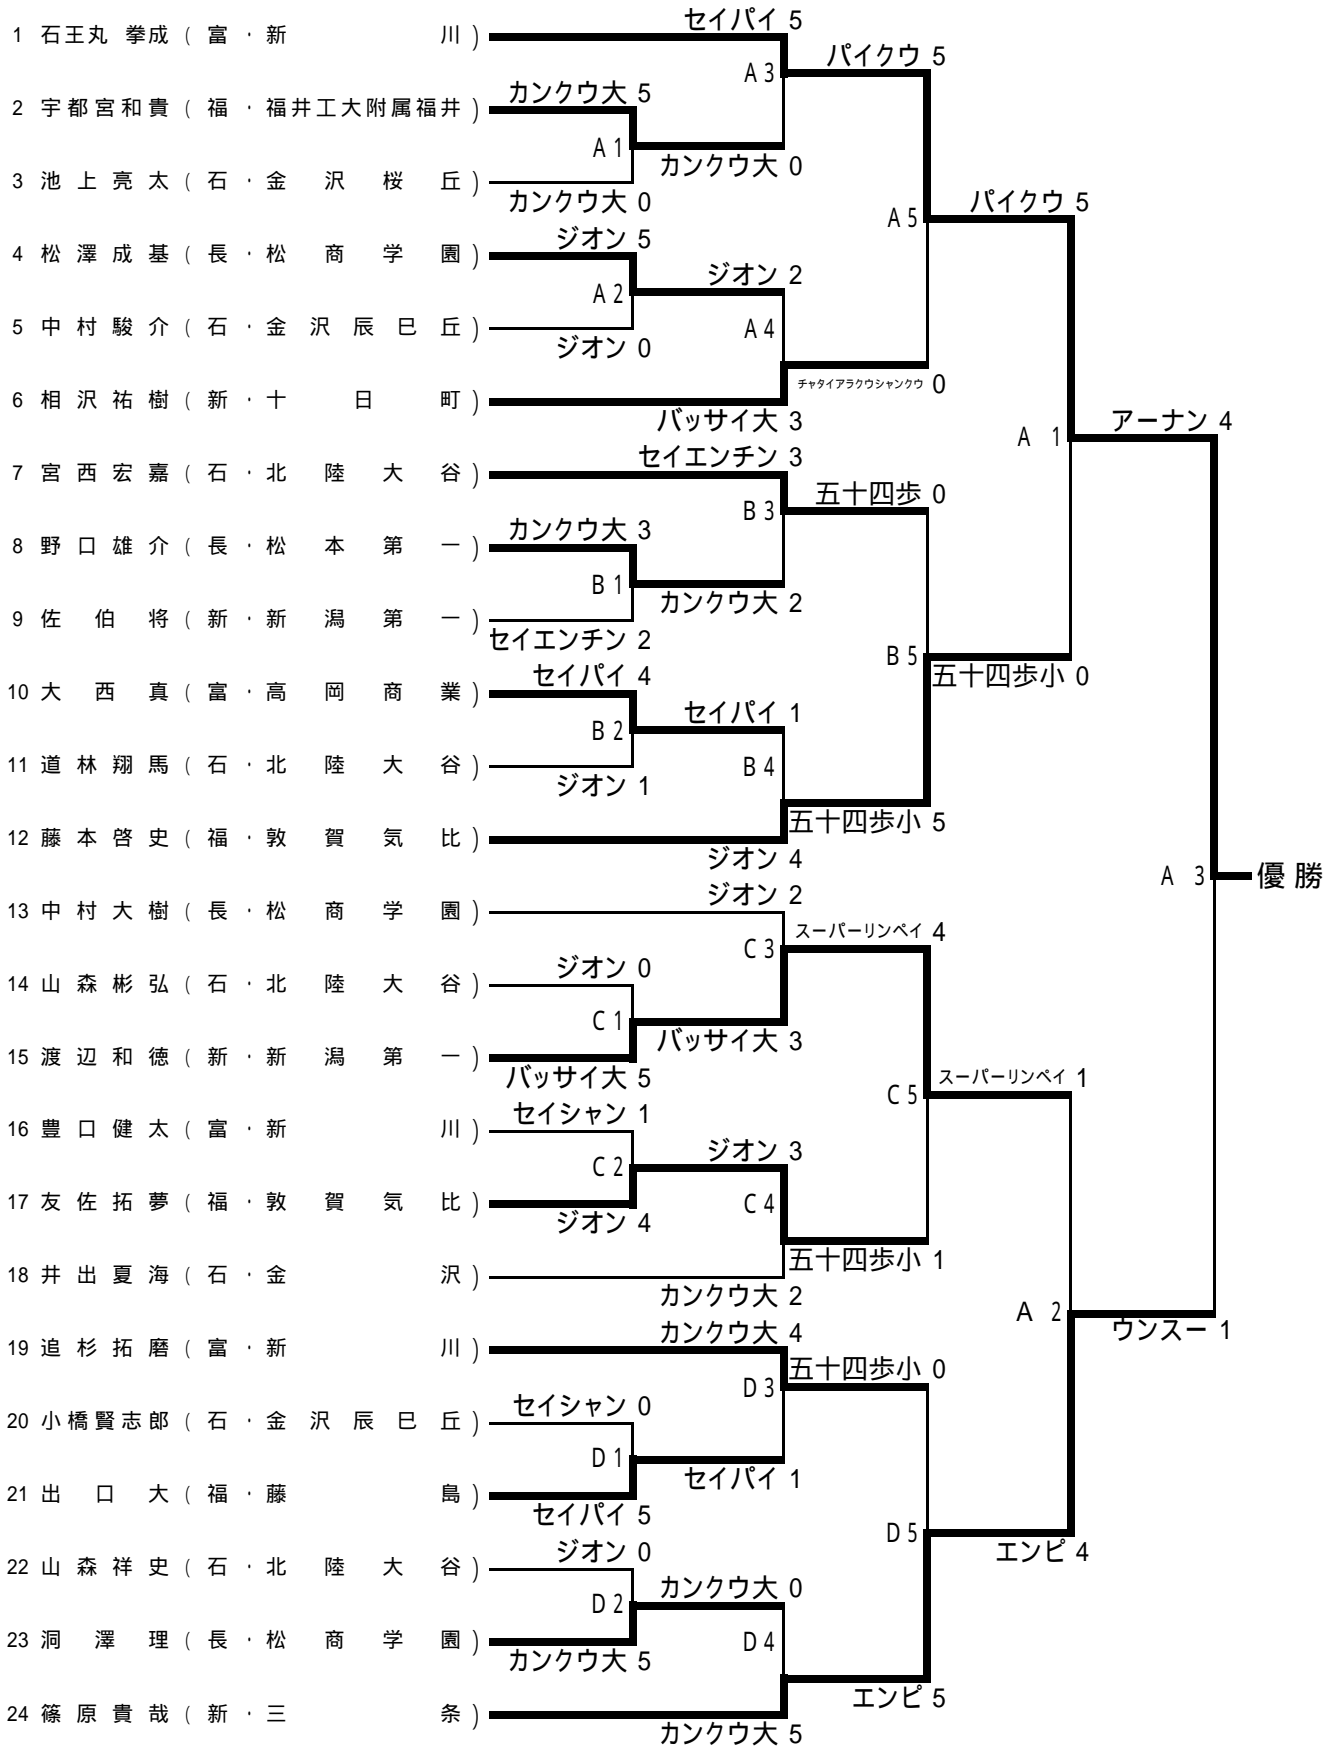 セイパイ 5
1 石王丸 拳成 ( 富 ・ 新 川 )
パイクウ 5
A 3
カンクウ大 5
2 宇都宮和貴 ( 福 ・ 福井工大附属福井 )
A 1
カンクウ大 0
3 池上亮太 ( 石 ・ 金沢桜丘 )
カンクウ大 0
パイクウ 5
A 5
ジオン 5
4 松澤成基 ( 長 ・ 松商学園 )
ジオン 2
A 2
5 中村駿介 ( 石 ・ 金沢辰巳丘 )
A 4
ジオン 0
チャタイアラクウシャンクウ 0
6 相沢祐樹 ( 新 ・ 十日町 )
バッサイ大 3
アーナン 4
A 1
セイエンチン 3
7 宮西宏嘉 ( 石 ・ 北陸大谷 )
五十四歩 0
B 3
カンクウ大 3
8 野口雄介 ( 長 ・ 松本第一 )
B 1
カンクウ大 2
9 佐伯将 ( 新 ・ 新潟第一 )
セイエンチン 2
B 5
五十四歩小 0
セイパイ 4
10 大西真 ( 富 ・ 高岡商業 )
セイパイ 1
B 2
11 道林翔馬 ( 石 ・ 北陸大谷 )
B 4
ジオン 1
五十四歩小 5
12 藤本啓史 ( 福 ・ 敦賀気比 )
ジオン 4
A 3
優勝
ジオン 2
13 中村大樹 ( 長 ・ 松商学園 )
スーパーリンペイ 4
C 3
ジオン 0
14 山森彬弘 ( 石 ・ 北陸大谷 )
C 1
バッサイ大 3
15 渡辺和徳 ( 新 ・ 新潟第一 )
バッサイ大 5
スーパーリンペイ 1
C 5
セイシャン 1
16 豊口健太 ( 富 ・ 新川 )
ジオン 3
C 2
17 友佐拓夢 ( 福 ・ 敦賀気比 )
C 4
ジオン 4
五十四歩小 1
18 井出夏海 ( 石 ・ 金沢 )
カンクウ大 2
A 2
ウンスー 1
カンクウ大 4
19 追杉拓磨 ( 富 ・ 新川 )
五十四歩小 0
D 3
セイシャン 0
20 小橋賢志郎 ( 石 ・ 金沢辰巳丘 )
D 1
セイパイ 1
21 出口大 ( 福 ・ 藤島 )
セイパイ 5
D 5
エンピ 4
ジオン 0
22 山森祥史 ( 石 ・ 北陸大谷 )
カンクウ大 0
D 2
23 洞澤理 ( 長 ・ 松商学園 )
D 4
カンクウ大 5
エンピ 5
24 篠原貴哉 ( 新 ・ 三条 )
カンクウ大 5